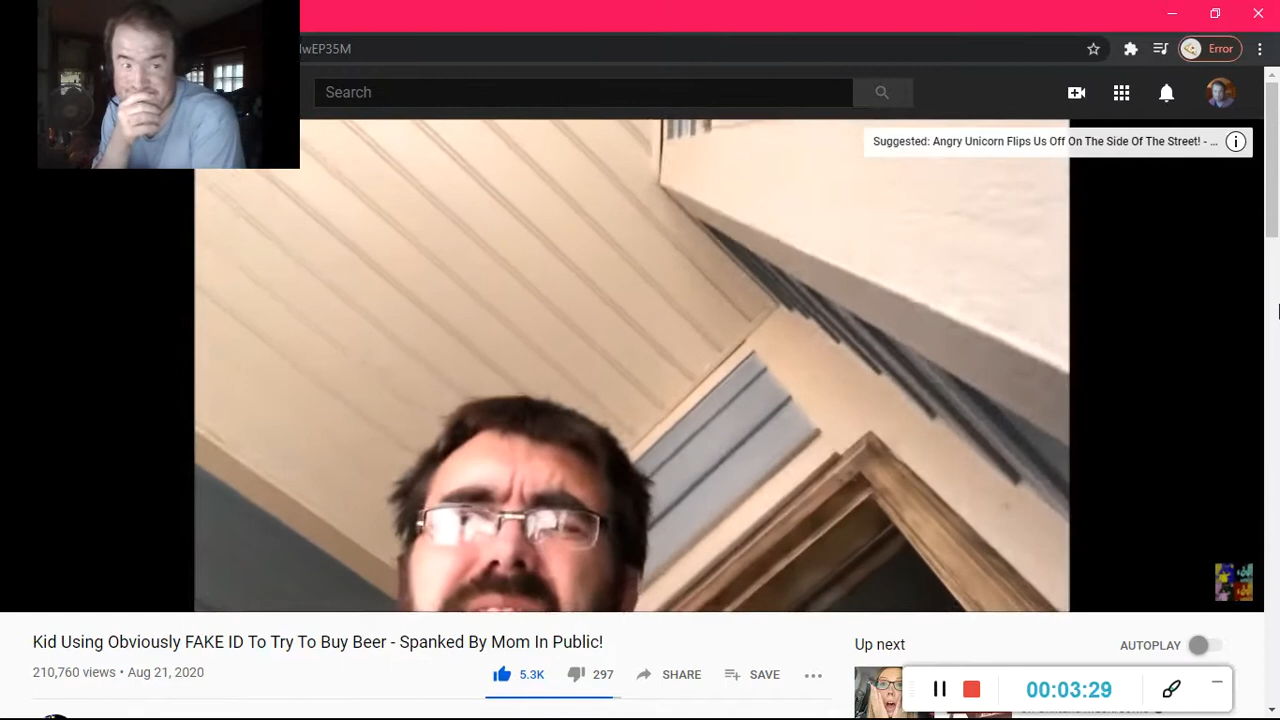 wEP35M
Error
Search
Suggested: Angry Unicorn Flips Us Off On The Side Of The Street! - ...
Kid Using Obviously FAKE ID To Try To Buy Beer - Spanked By Mom In Public!
210,760 views • Aug 21, 2020
5.3K
297
SHARE
SAVE
Up next
AUTOPLAY
00:03:29